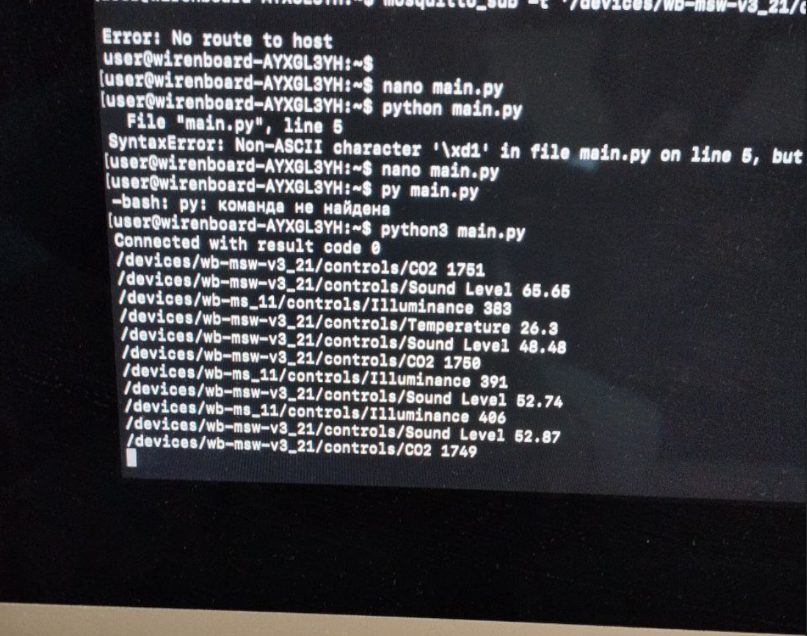 user@wirenboard-AYXGL3YH:~$ mosquitto_sub -t '/devices/wb-msw-v3_21/
Error: No route to host
user@wirenboard-AYXGL3YH:~$
[user@wirenboard-AYXGL3YH:~$ nano main.py
[user@wirenboard-AYXGL3YH:~$ python main.py
File "main.py", line 5
SyntaxError: Non-ASCII character '\xd1' in file main.py on line 5, but
[user@wirenboard-AYXGL3YH:~$ nano main.py
[user@wirenboard-AYXGL3YH:~$ py main.py
-bash: py: команда не найдена
[user@wirenboard-AYXGL3YH:~$ python3 main.py
Connected with result code 0
/devices/wb-msw-v3_21/controls/CO2 1751
/devices/wb-msw-v3_21/controls/Sound Level 65.65
/devices/wb-ms_11/controls/Illuminance 383
/devices/wb-msw-v3_21/controls/Temperature 26.3
/devices/wb-msw-v3_21/controls/Sound Level 48.48
/devices/wb-msw-v3_21/controls/CO2 1750
/devices/wb-ms_11/controls/Illuminance 391
/devices/wb-msw-v3_21/controls/Sound Level 52.74
/devices/wb-ms_11/controls/Illuminance 406
/devices/wb-msw-v3_21/controls/Sound Level 52.87
/devices/wb-msw-v3_21/controls/CO2 1749